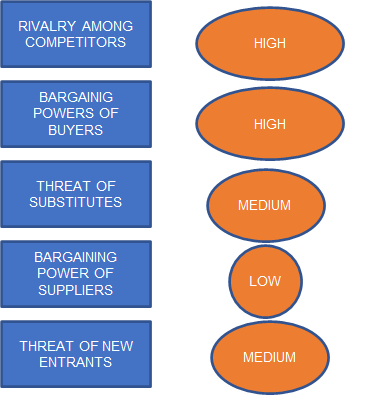 RIVALRY AMONG
COMPETITORS
HIGH
BARGAINIG
POWERS OF
BUYERS
HIGH
THREAT OF
SUBSTITUTES
MEDIUM
BARGAINING
POWER OF
SUPPLIERS
LOW
THREAT OF NEW
ENTRANTS
MEDIUM